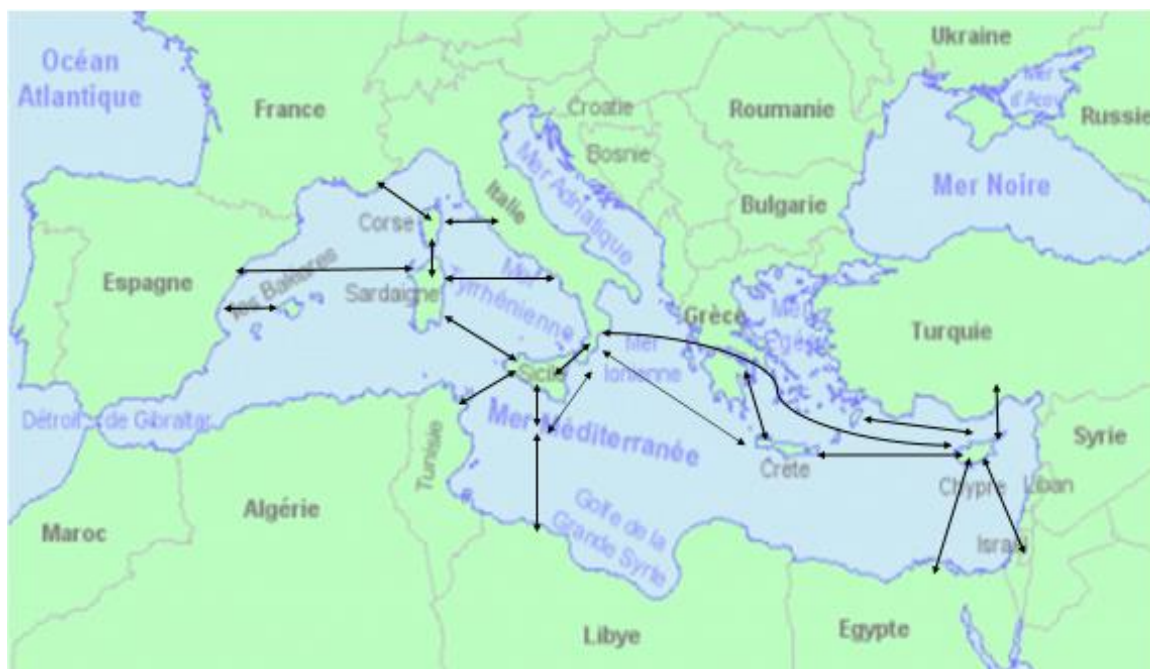 Ukraine
Océan
Atlantique
Mer
d'Azov
France
Croatie
Roumanie
Russie
Bosnie
Mer Adriatique
Mer Noire
Italie
Bulgarie
Corse
Espagne
les Baléares
Sardaigne
Mer
Tyrrhénienne
Grèce
Mer
Egée
Turquie
Mer
Ionienne
Sicile
Détroit de Gibraltar
Mer Méditerranée
Tunisie
Crète
Syrie
Chypre
Liban
Algérie
Maroc
Golfe de la
Grande Syrte
Israël
Libye
Egypte